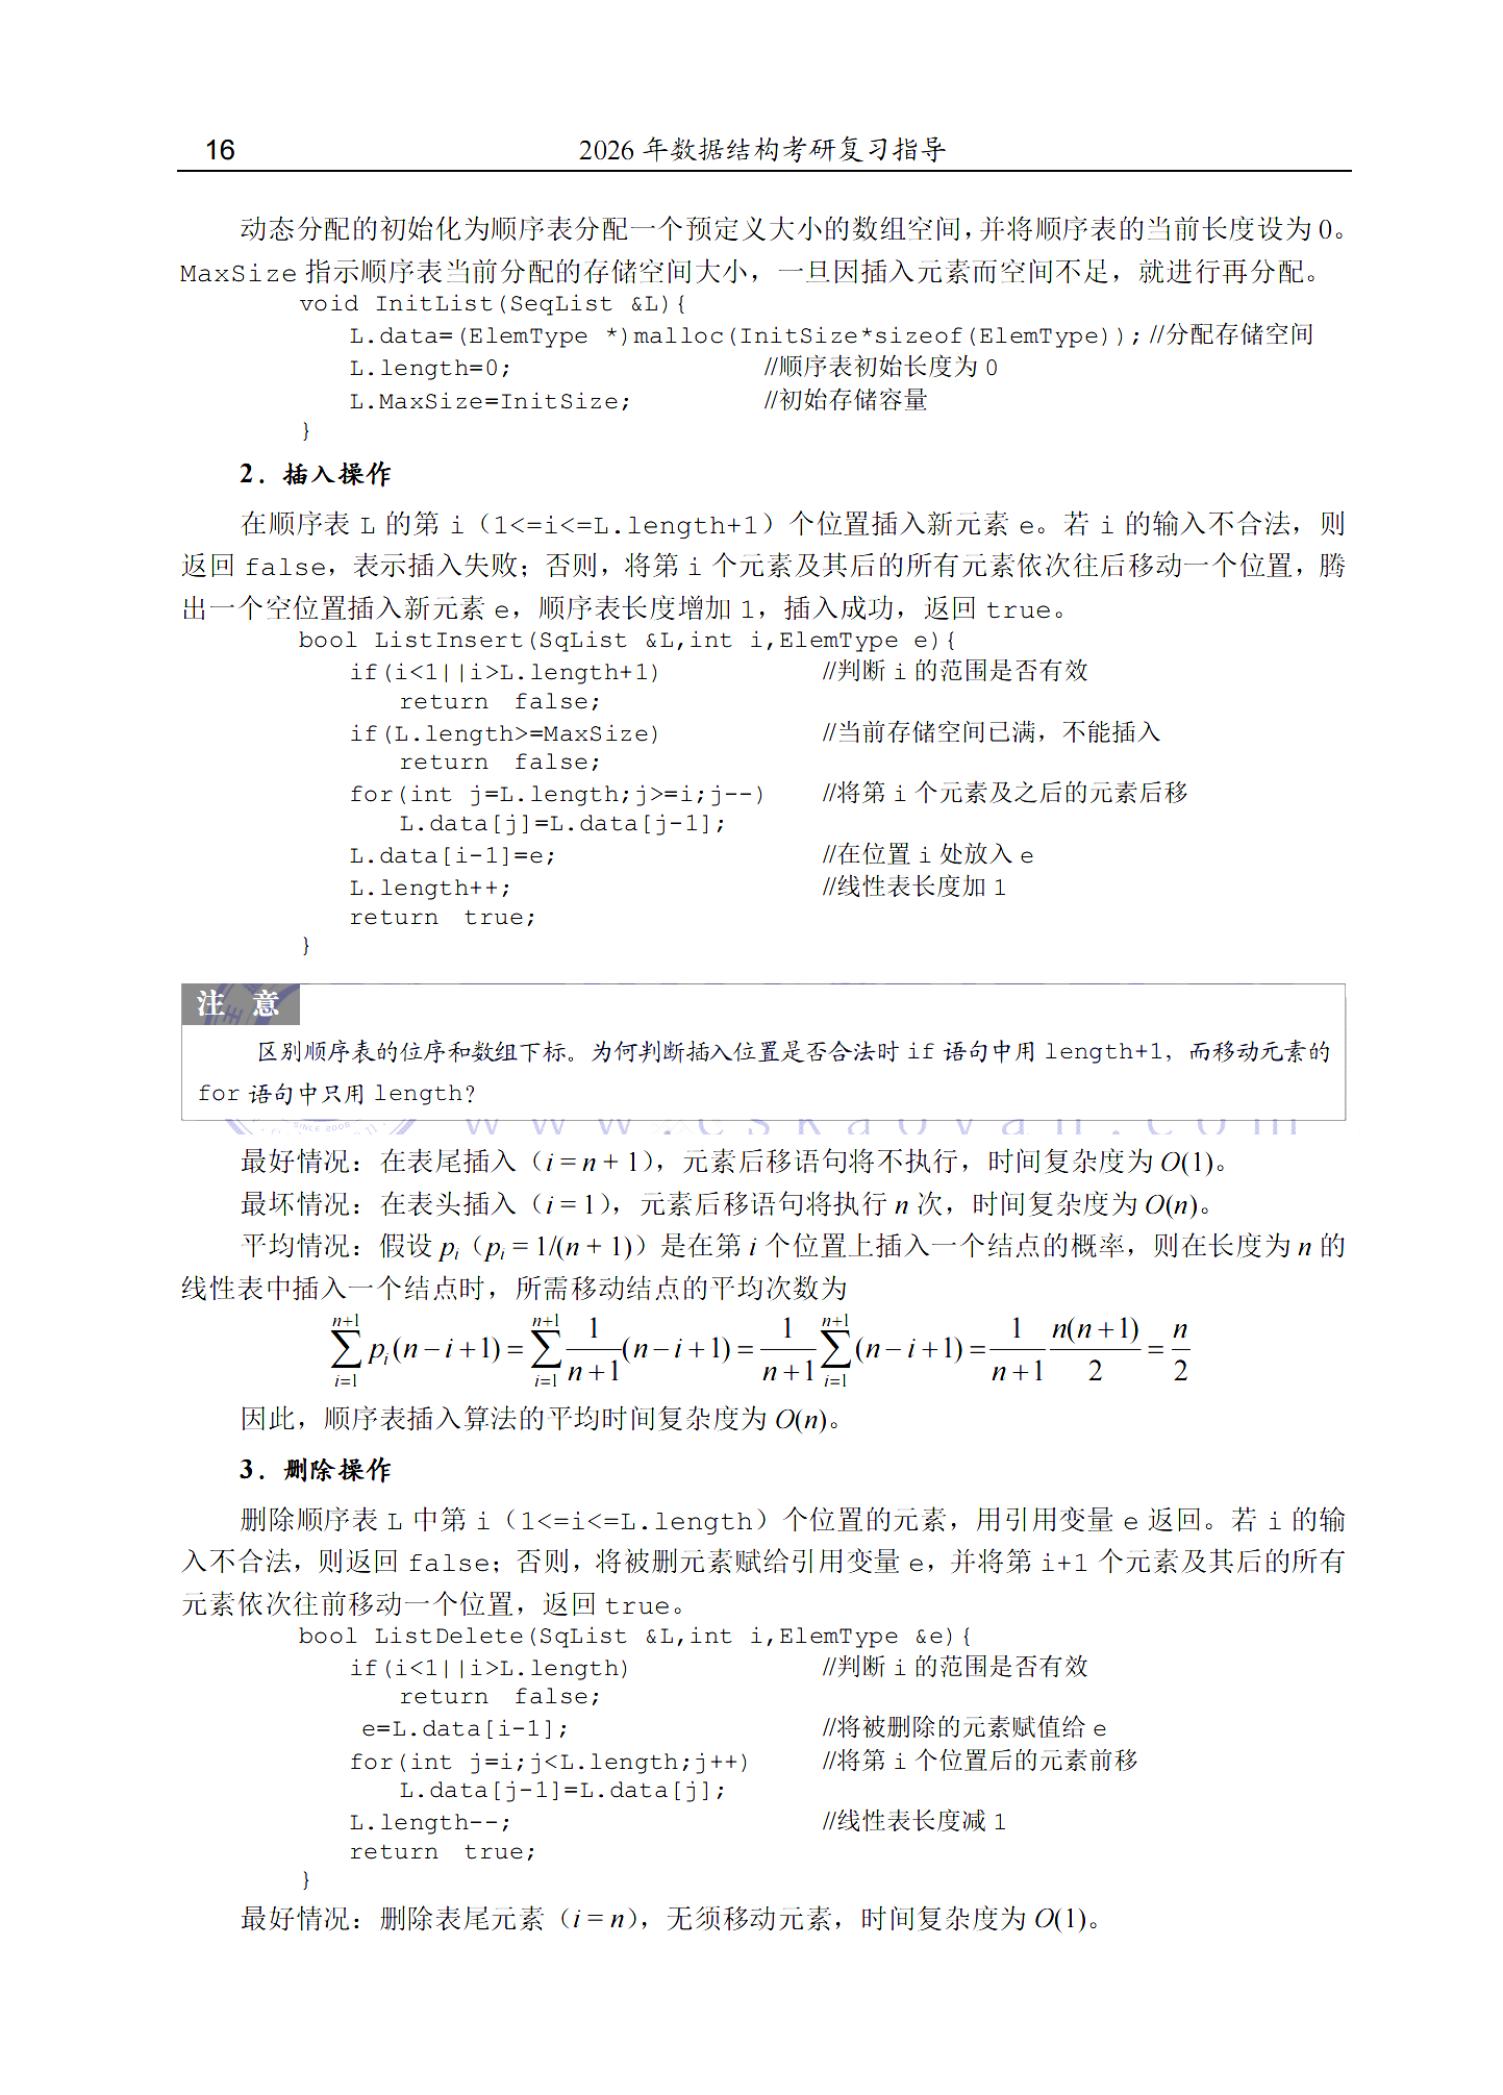 16
2026 年数据结构考研复习指导
动态分配的初始化为顺序表分配一个预定义大小的数组空间，并将顺序表的当前长度设为 0。
MaxSize 指示顺序表当前分配的存储空间大小，一旦因插入元素而空间不足，就进行再分配。
void InitList(SeqList &L){
L.data=(ElemType *)malloc(InitSize*sizeof(ElemType));//分配存储空间
L.length=0; //顺序表初始长度为 0
L.MaxSize=InitSize; //初始存储容量
}
2．插入操作
在顺序表 L 的第 i（1<=i<=L.length+1）个位置插入新元素 e。若 i 的输入不合法，则
返回 false，表示插入失败；否则，将第 i 个元素及其后的所有元素依次往后移动一个位置，腾
出一个空位置插入新元素 e，顺序表长度增加 1，插入成功，返回 true。
bool ListInsert(SqList &L,int i,ElemType e){
if(i<1||i>L.length+1) //判断 i 的范围是否有效
return false;
if(L.length>=MaxSize) //当前存储空间已满，不能插入
return false;
for(int j=L.length;j>=i;j--) //将第 i 个元素及之后的元素后移
L.data[j]=L.data[j-1];
L.data[i-1]=e; //在位置 i 处放入 e
L.length++; //线性表长度加 1
return true;
}
注 意
区别顺序表的位序和数组下标。为何判断插入位置是否合法时 if 语句中用 length+1，而移动元素的
for 语句中只用 length？
SINCE 2006
最好情况：在表尾插入（i = n + 1），元素后移语句将不执行，时间复杂度为 O(1)。
最坏情况：在表头插入（i = 1），元素后移语句将执行 n 次，时间复杂度为 O(n)。
平均情况：假设 pᵢ（pᵢ = 1/(n + 1)）是在第 i 个位置上插入一个结点的概率，则在长度为 n 的
线性表中插入一个结点时，所需移动结点的平均次数为
$\sum_{i=1}^{n+1} p_i(n-i+1)=\sum_{i=1}^{n+1}\frac{1}{n+1}(n-i+1)=\frac{1}{n+1}\sum_{i=1}^{n+1}(n-i+1)=\frac{1}{n+1}\frac{n(n+1)}{2}=\frac{n}{2}$
因此，顺序表插入算法的平均时间复杂度为 O(n)。
3．删除操作
删除顺序表 L 中第 i（1<=i<=L.length）个位置的元素，用引用变量 e 返回。若 i 的输
入不合法，则返回 false；否则，将被删元素赋给引用变量 e，并将第 i+1 个元素及其后的所有
元素依次往前移动一个位置，返回 true。
bool ListDelete(SqList &L,int i,ElemType &e){
if(i<1||i>L.length) //判断 i 的范围是否有效
return false;
e=L.data[i-1]; //将被删除的元素赋值给 e
for(int j=i;j<L.length;j++) //将第 i 个位置后的元素前移
L.data[j-1]=L.data[j];
L.length--; //线性表长度减 1
return true;
}
最好情况：删除表尾元素（i = n），无须移动元素，时间复杂度为 O(1)。